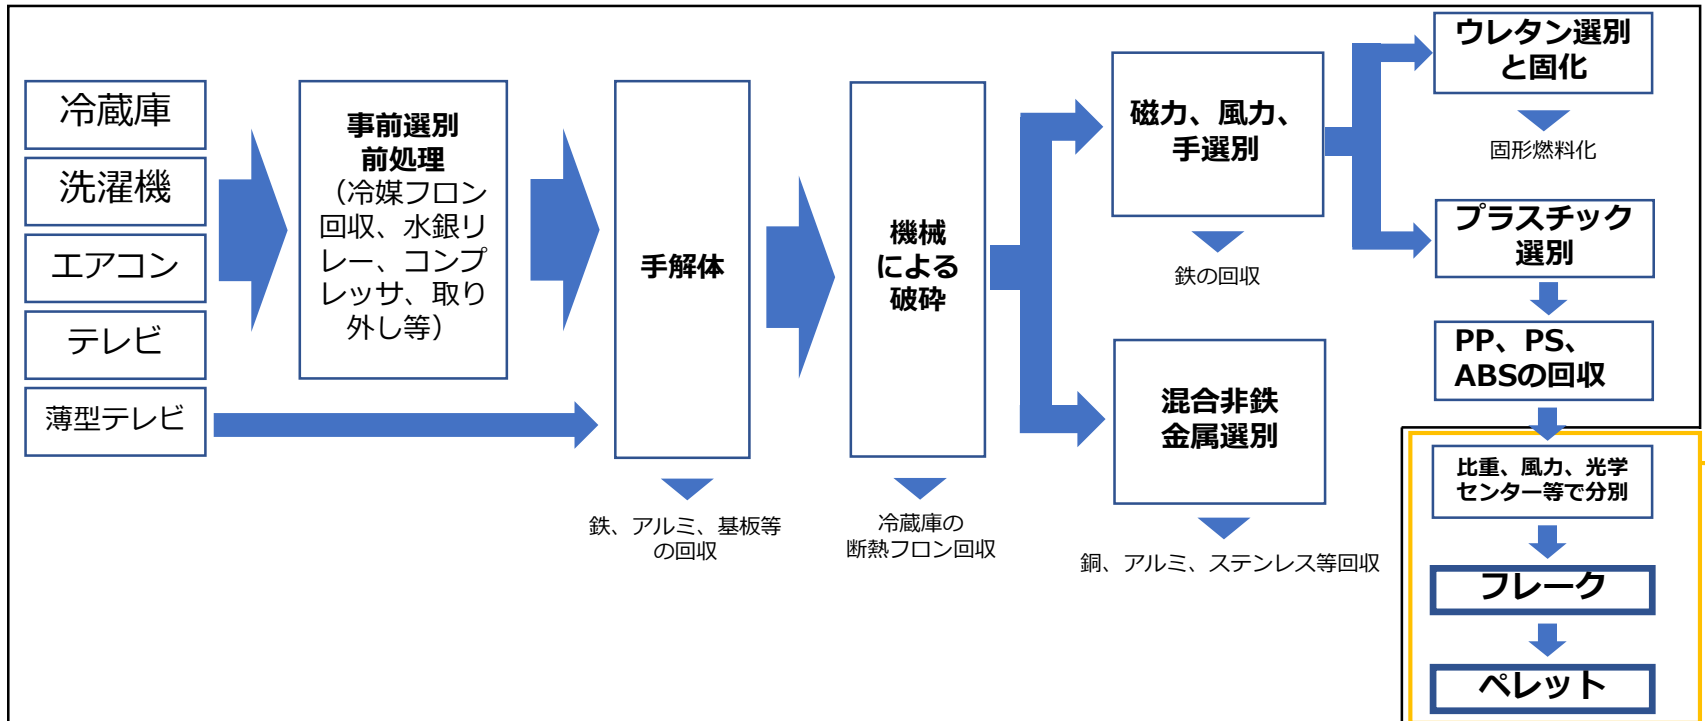 冷蔵庫
洗濯機
エアコン
テレビ
薄型テレビ
事前選別
前処理
（冷媒フロン
回収、水銀リ
レー、コンプ
レッサ、取り
外し等）
手解体
鉄、アルミ、基板等
の回収
機械
による
破砕
冷蔵庫の
断熱フロン回収
磁力、風力、
手選別
鉄の回収
混合非鉄
金属選別
銅、アルミ、ステンレス等回収
ウレタン選別
と固化
固形燃料化
プラスチック
選別
PP、PS、
ABSの回収
比重、風力、光学
センター等で分別
フレーク
ペレット